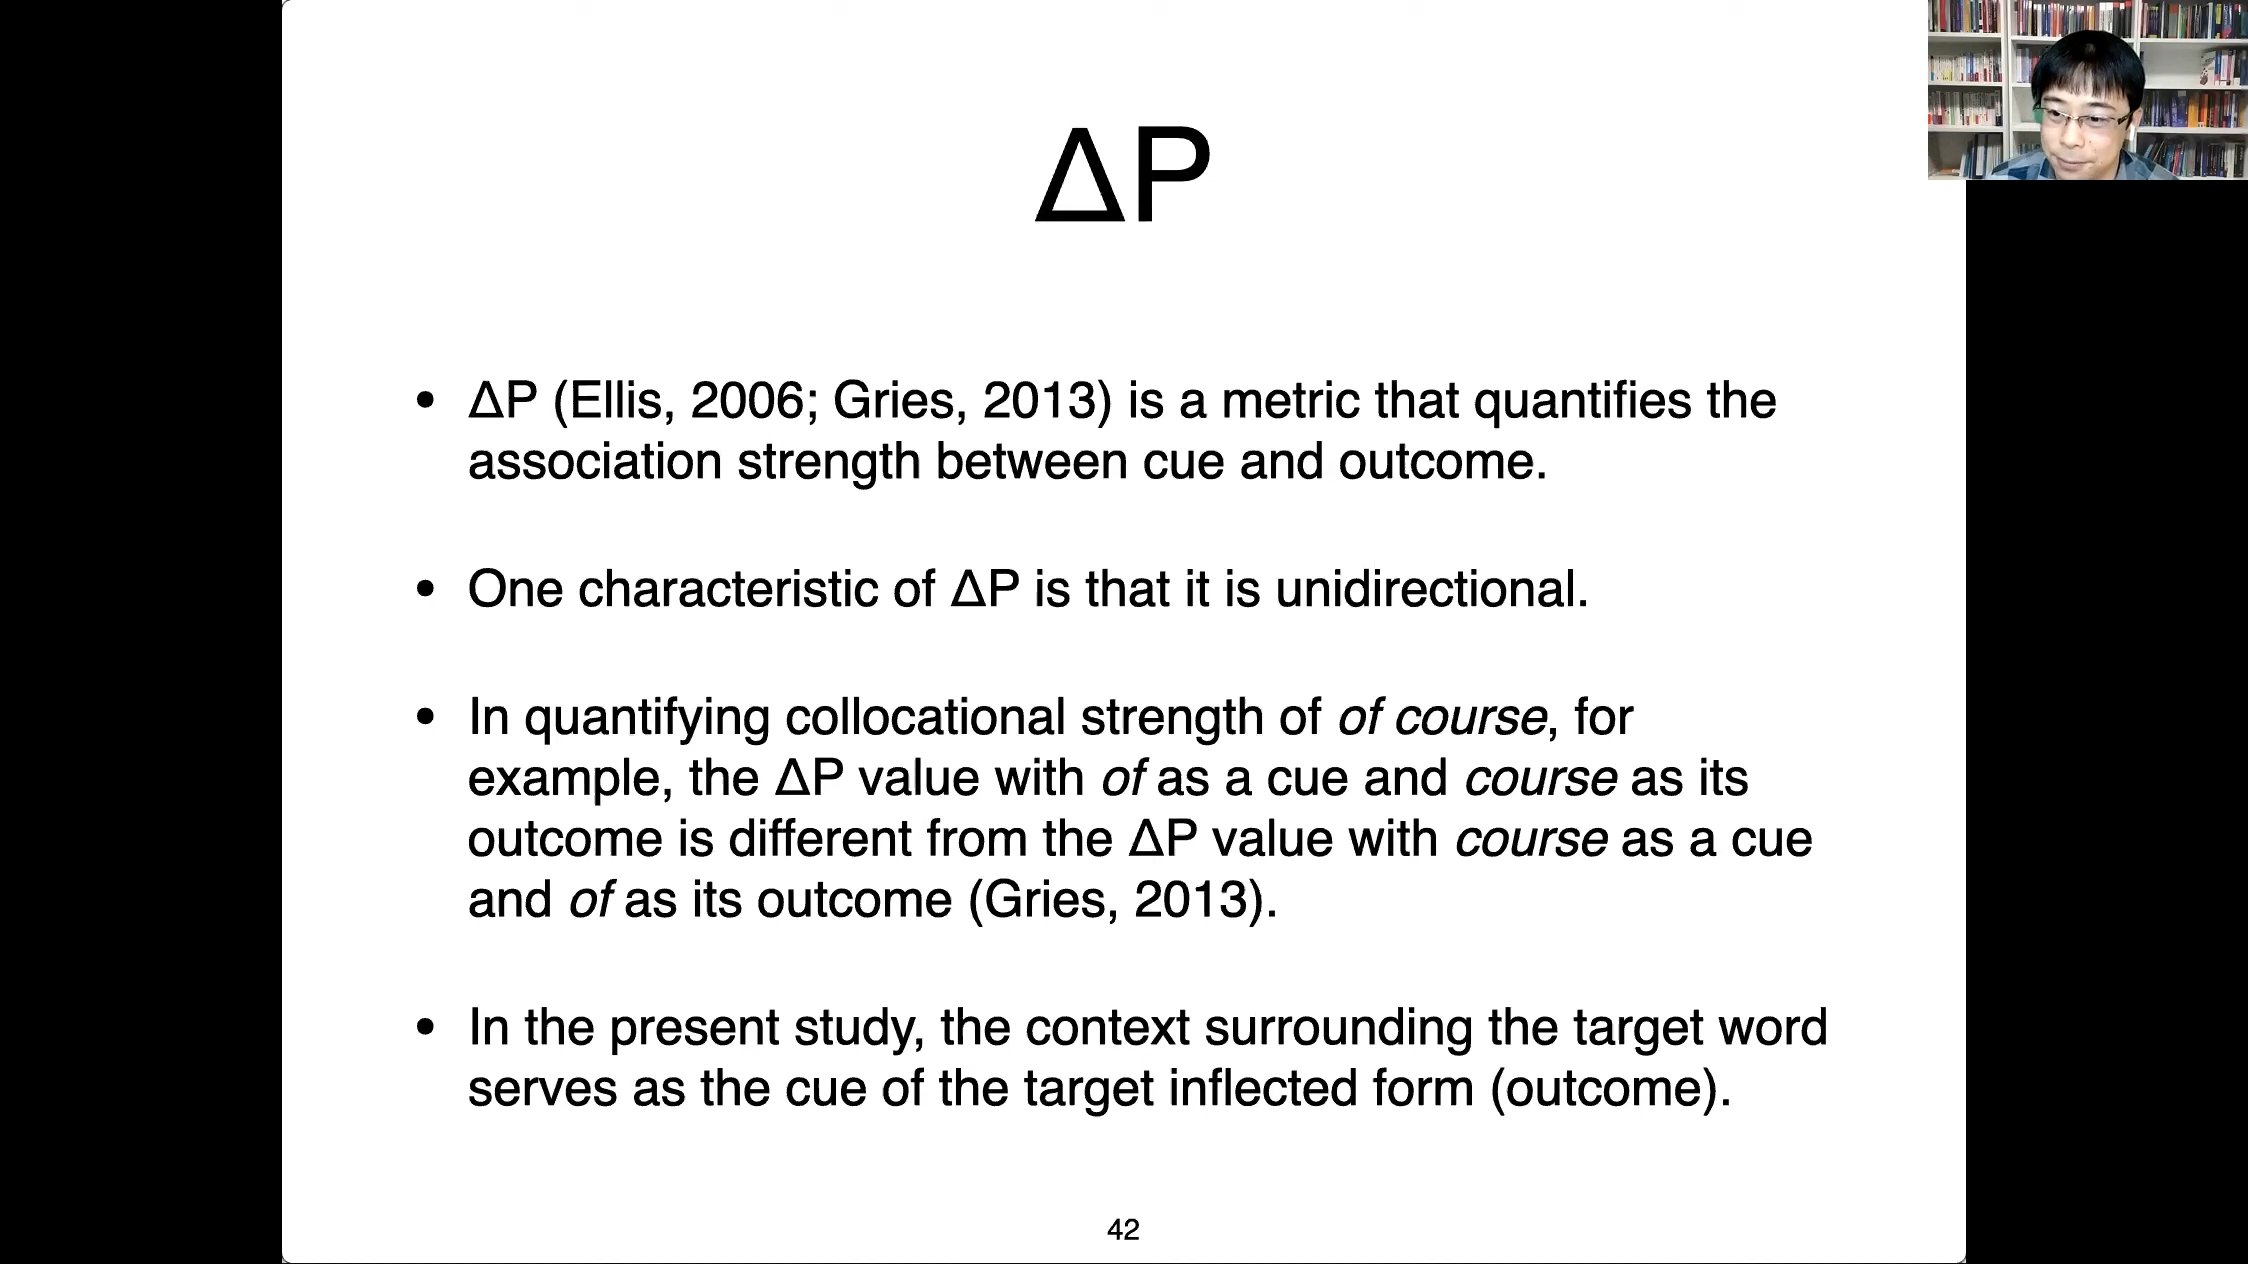 ΔP
• ΔP (Ellis, 2006; Gries, 2013) is a metric that quantifies the
association strength between cue and outcome.
• One characteristic of ΔP is that it is unidirectional.
• In quantifying collocational strength of of course, for
example, the ΔP value with of as a cue and course as its
outcome is different from the ΔP value with course as a cue
and of as its outcome (Gries, 2013).
• In the present study, the context surrounding the target word
serves as the cue of the target inflected form (outcome).
42